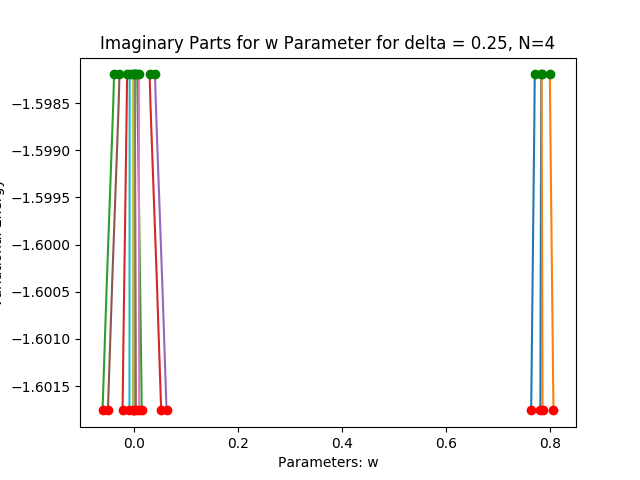 Imaginary Parts for w Parameter for delta = 0.25, N=4
−1.5985
−1.5990
−1.5995
−1.6000
−1.6005
−1.6010
−1.6015
0.0 0.2 0.4 0.6 0.8
Parameters: w